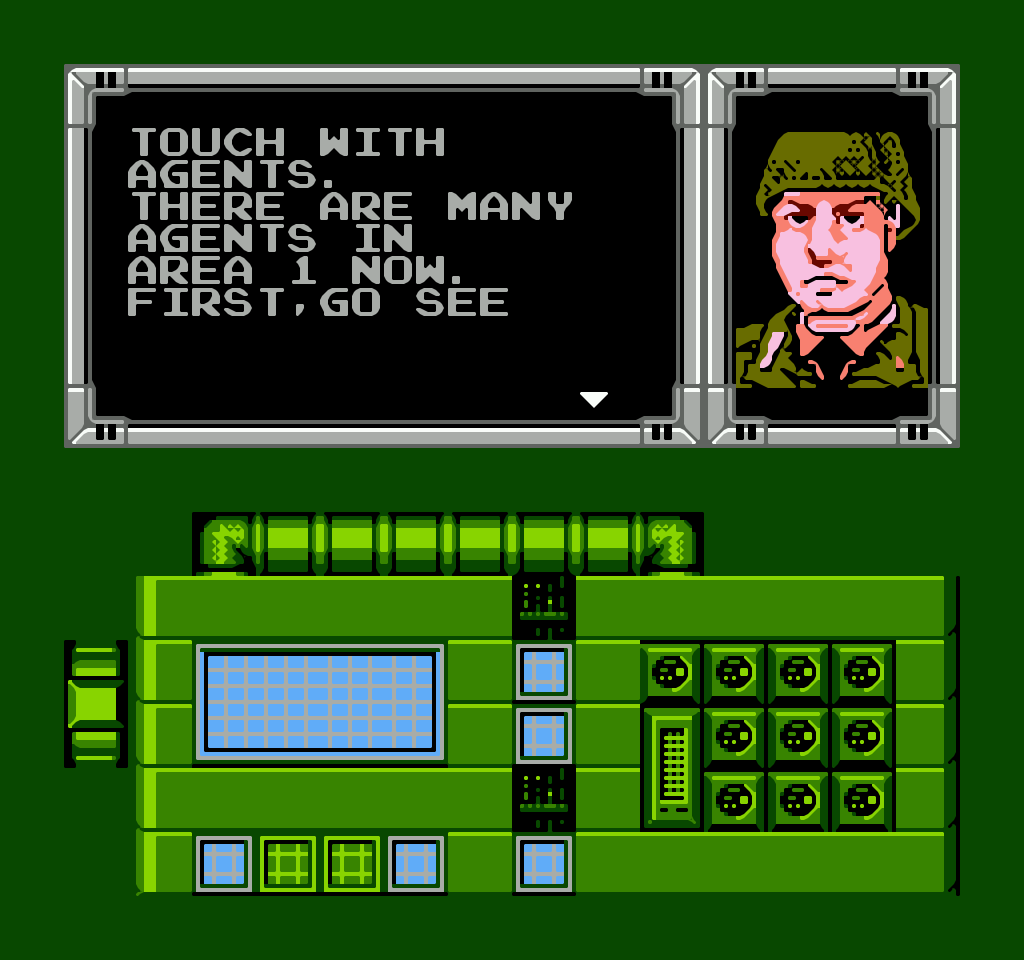 TOUCH WITH
AGENTS.
THERE ARE MANY
AGENTS IN
AREA 1 NOW.
FIRST,GO SEE